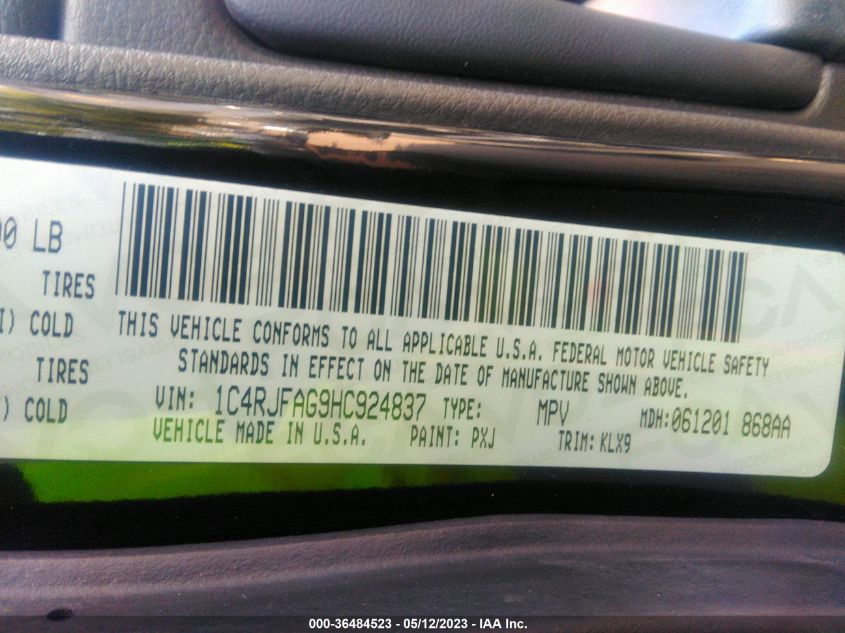 00 LB
TIRES
) COLD
TIRES
) COLD
THIS VEHICLE CONFORMS TO ALL APPLICABLE U.S.A. FEDERAL MOTOR VEHICLE SAFETY
STANDARDS IN EFFECT ON THE DATE OF MANUFACTURE SHOWN ABOVE.
VIN: 1C4RJFAG9HC924837 TYPE: MPV MDH:061201 868AA
VEHICLE MADE IN U.S.A. PAINT: PXJ TRIM: KLX9
000-36484523 - 05/12/2023 - IAA Inc.